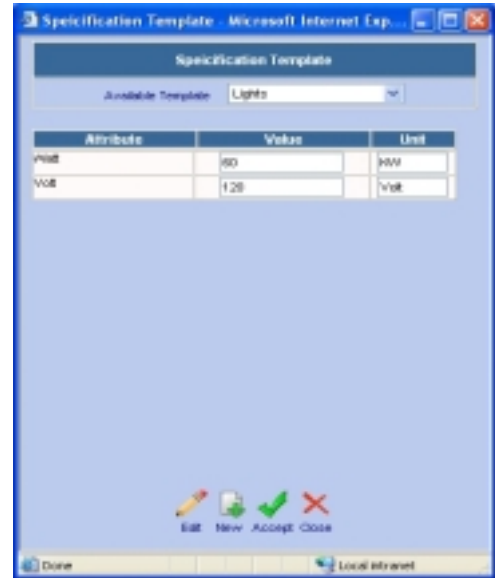 Speicification Template - Microsoft Internet Exp...
Speicification Template
Available Template Lights
Attribute Value Unit
Watt 60 KW
Volt 120 Volt
Edit New Accept Close
Done Local intranet